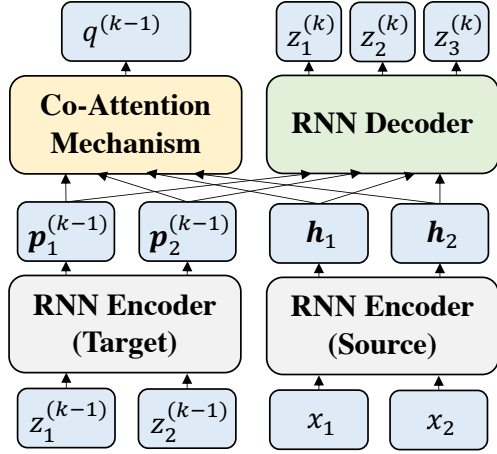 q^{(k−1)} z_1^{(k)} z_2^{(k)} z_3^{(k)}
Co-Attention
Mechanism
RNN Decoder
p_1^{(k−1)} p_2^{(k−1)} h_1 h_2
RNN Encoder
(Target)
RNN Encoder
(Source)
z_1^{(k−1)} z_2^{(k−1)} x_1 x_2